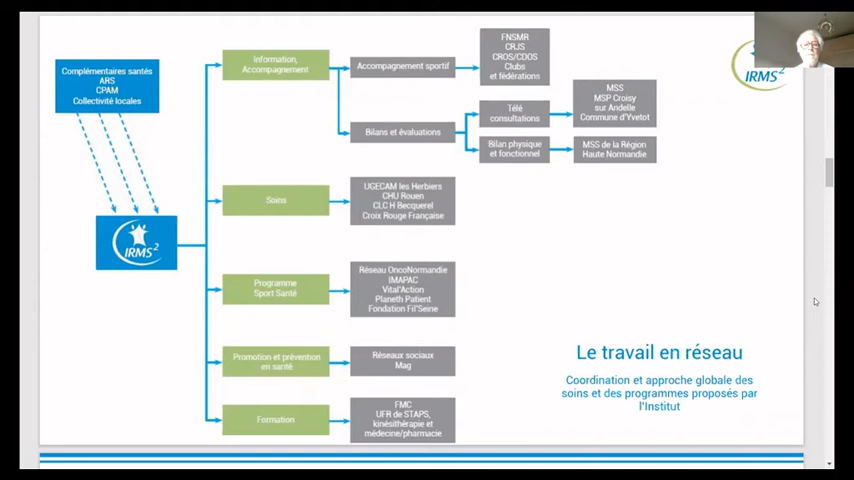 Complémentaires santés
ARS
CPAM
Collectivité locales
IRMS²
Information,
Accompagnement
Accompagnement sportif
FNSMR
CRJS
CROS/CDOS
Clubs
et fédérations
Bilans et évaluations
Télé
consultations
MSS
MSP Croisy
sur Andelle
Commune d'Yvetot
Bilan physique
et fonctionnel
MSS de la Région
Haute Normandie
Soins
UGECAM les Herbiers
CHU Rouen
CLC H Becquerel
Croix Rouge Française
Programme
Sport Santé
Réseau OncoNormandie
IMAPAC
Vital'Action
Planeth Patient
Fondation Fil'Seine
Promotion et prévention
en santé
Réseaux sociaux
Mag
Formation
FMC
UFR de STAPS,
kinésithérapie et
médecine/pharmacie
IRMS²
Le travail en réseau
Coordination et approche globale des
soins et des programmes proposés par
l'Institut